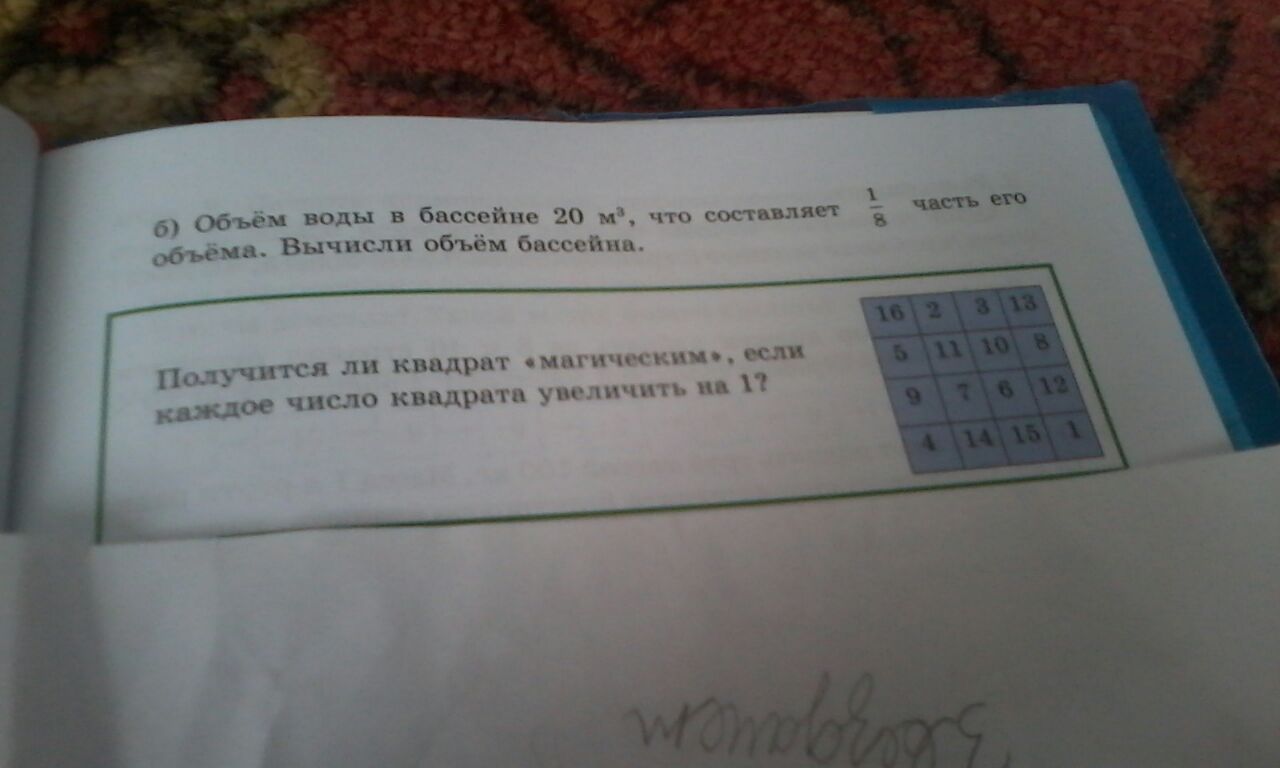 б) Объём воды в бассейне 20 м³, что составляет 1/8 часть его
объёма. Вычисли объём бассейна.
Получится ли квадрат «магическим», если
каждое число квадрата увеличить на 1?
16 2 3 13
5 11 10 8
9 7 6 12
4 14 15 1